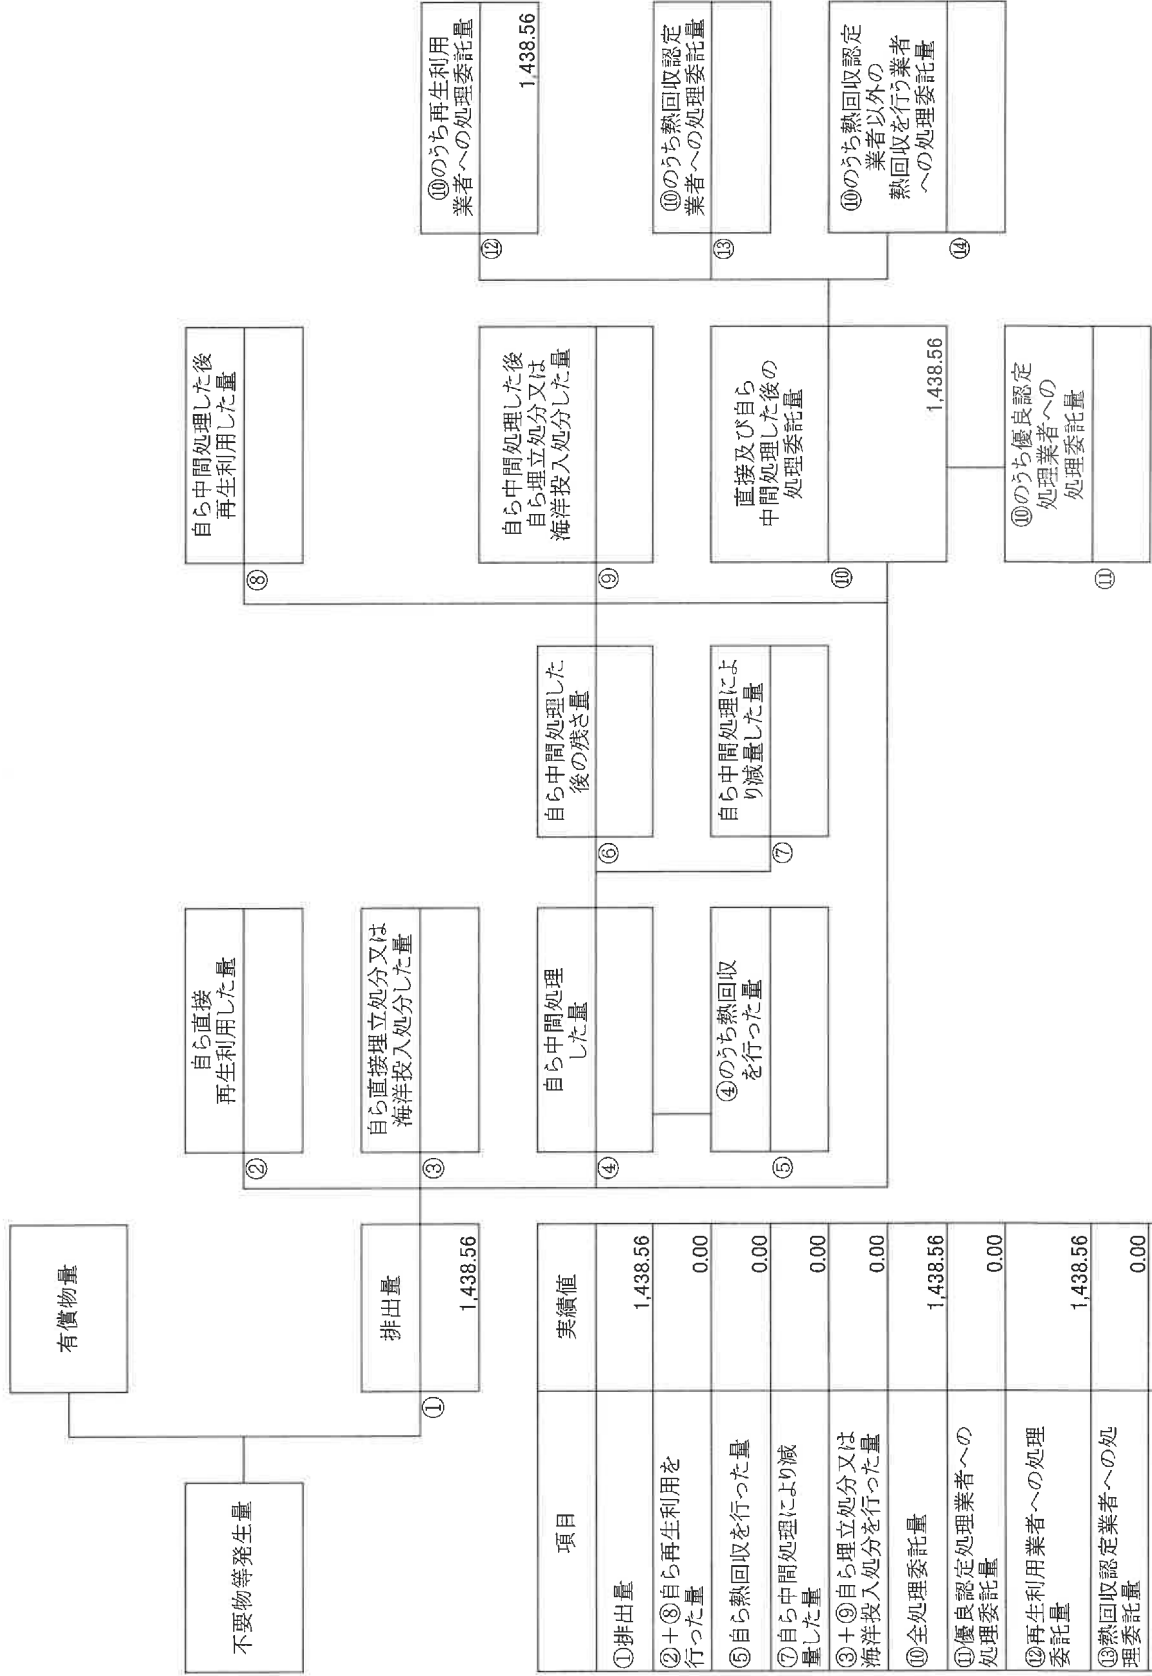 不要物等発生量
有償物量
排出量
①
1,438.56
自ら直接
再生利用した量
②
自ら直接埋立処分又は
海洋投入処分した量
③
自ら中間処理
した量
④
④のうち熱回収
を行った量
⑤
自ら中間処理した
後の残さ量
⑥
自ら中間処理によ
り減量した量
⑦
自ら中間処理した後
再生利用した量
⑧
自ら中間処理した後
自ら埋立処分又は
海洋投入処分した量
⑨
直接及び自ら
中間処理した後の
処理委託量
⑩
1,438.56
⑩のうち優良認定
処理業者への
処理委託量
⑪
⑩のうち再生利用
業者への処理委託量
⑫
1,438.56
⑩のうち熱回収認定
業者への処理委託量
⑬
⑩のうち熱回収認定
業者以外の
熱回収を行う業者
への処理委託量
⑭
項目 実績値
①排出量 1,438.56
②+⑧自ら再生利用を
行った量 0.00
⑤自ら熱回収を行った量 0.00
⑦自ら中間処理により減
量した量 0.00
③+⑨自ら埋立処分又は
海洋投入処分を行った量 0.00
⑩全処理委託量 1,438.56
⑪優良認定処理業者への
処理委託量 0.00
⑫再生利用業者への処理
委託量 1,438.56
⑬熱回収認定業者への処
理委託量 0.00